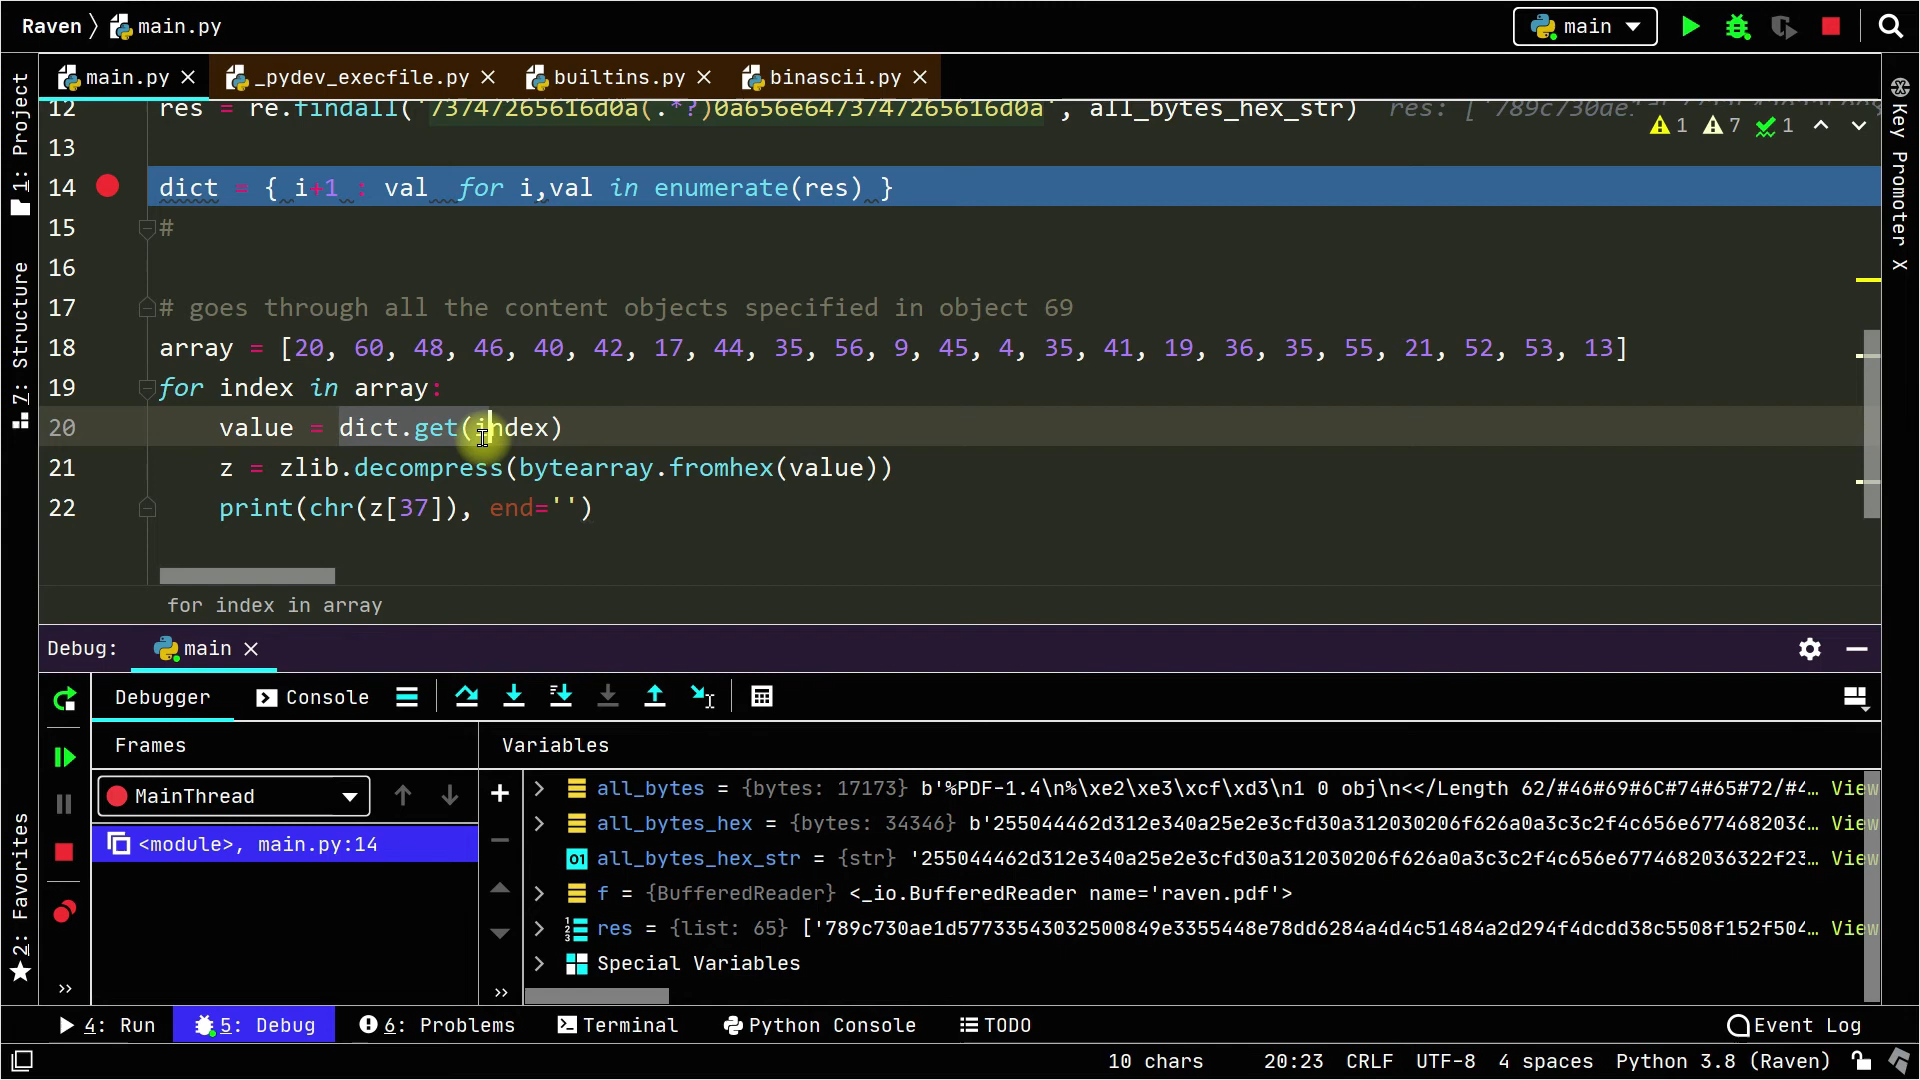 Raven main.py
main
main.py
_pydev_execfile.py
builtins.py
binascii.py
1: Project
7: Structure
2: Favorites
Key Promoter X
12 res = re.findall('73747265616d0a(.*?)0a656e6473747265616d0a', all_bytes_hex_str)
1 7 1
13
14 dict = { i+1 : val for i,val in enumerate(res) }
15 #
16
17 # goes through all the content objects specified in object 69
18 array = [20, 60, 48, 46, 40, 42, 17, 44, 35, 56, 9, 45, 4, 35, 41, 19, 36, 35, 55, 21, 52, 53, 13]
19 for index in array:
20 value = dict.get(index)
21 z = zlib.decompress(bytearray.fromhex(value))
22 print(chr(z[37]), end='')
for index in array
Debug: main
Debugger Console
Frames
Variables
MainThread
<module>, main.py:14
all_bytes = {bytes: 17173} b'%PDF-1.4\n%\xe2\xe3\xcf\xd3\n1 0 obj\n<</Length 62/#46#69#6C#74#65#72/#4… View
all_bytes_hex = {bytes: 34346} b'255044462d312e340a25e2e3cfd30a312030206f626a0a3c3c2f4c656e6774682036… View
all_bytes_hex_str = {str} '255044462d312e340a25e2e3cfd30a312030206f626a0a3c3c2f4c656e6774682036322f23… View
f = {BufferedReader} <_io.BufferedReader name='raven.pdf'>
res = {list: 65} ['789c730ae1d57733543032500849e3355448e78dd6284a4d4c51484a2d294f4dcdd38c5508f152f504… View
Special Variables
4: Run
5: Debug
6: Problems
Terminal
Python Console
TODO
Event Log
10 chars 20:23 CRLF UTF-8 4 spaces Python 3.8 (Raven)